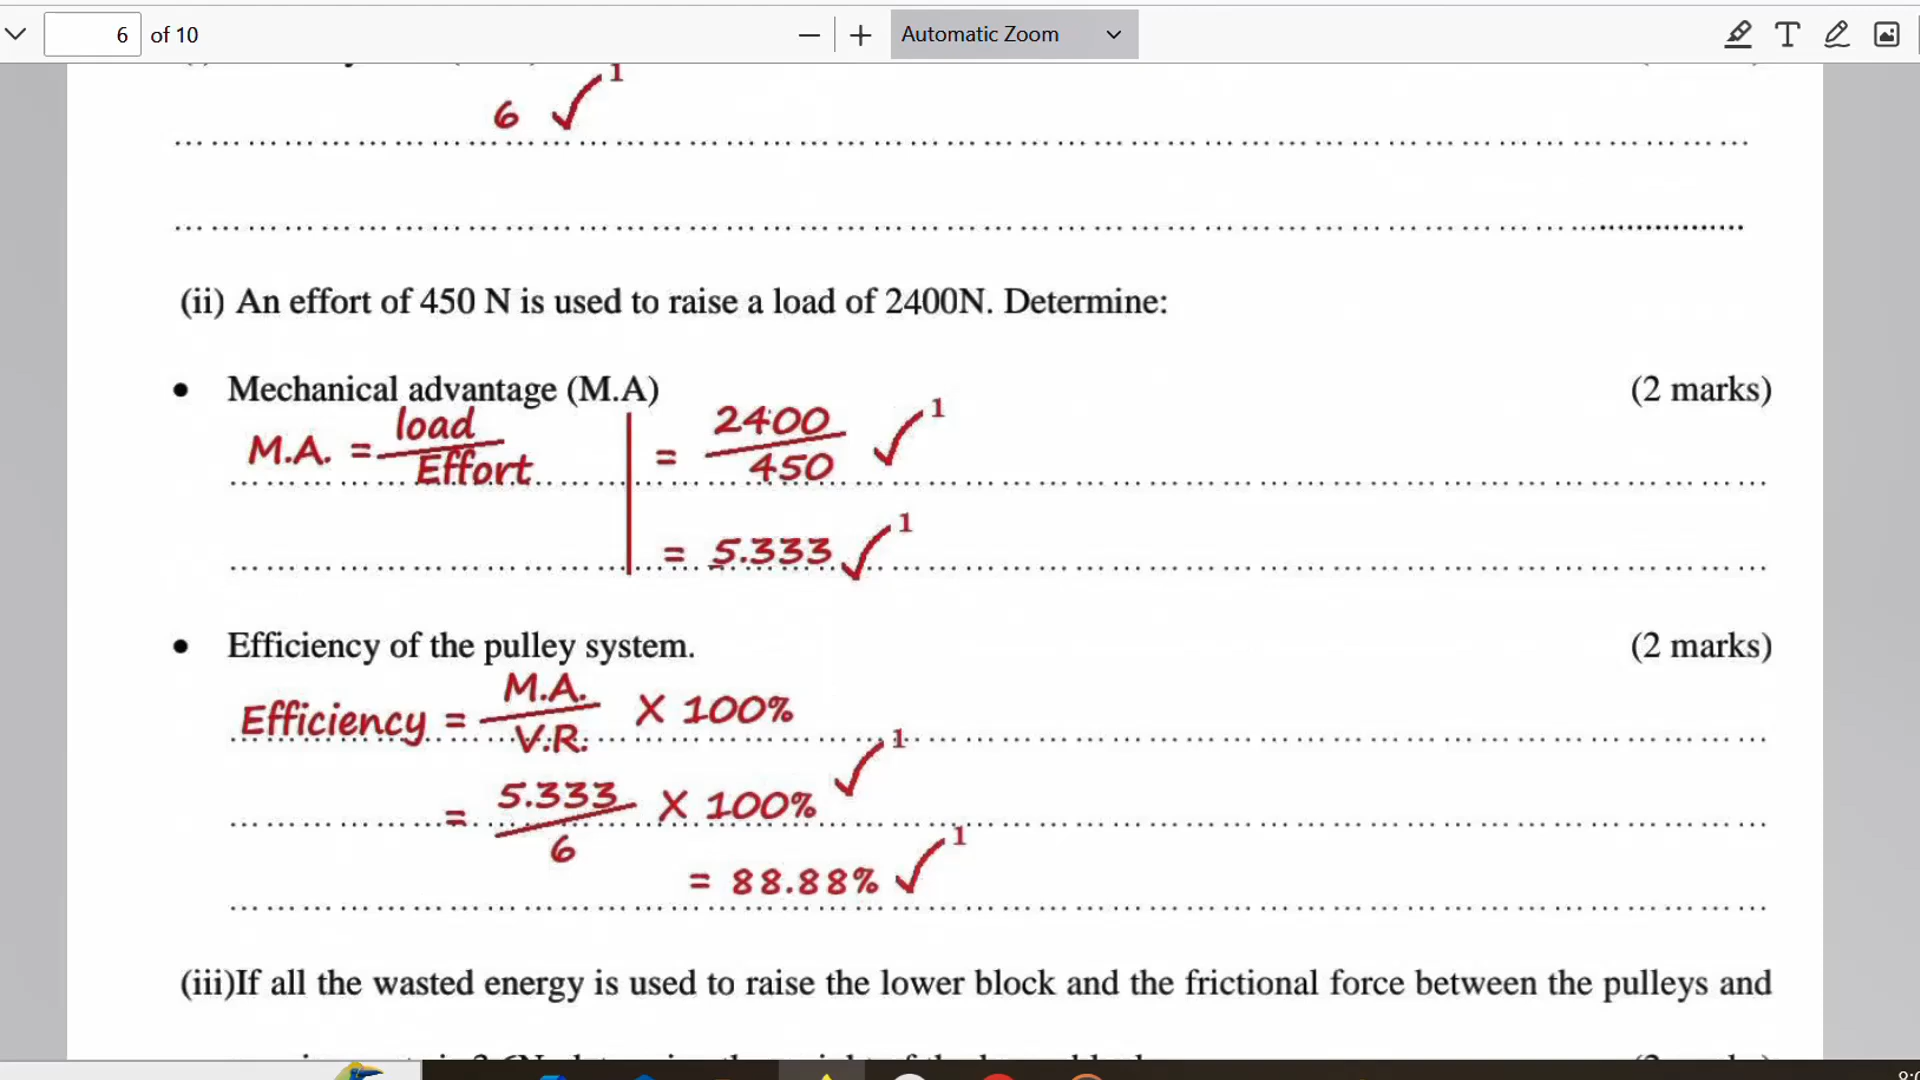 6 of 10 Automatic Zoom
6 1
(ii) An effort of 450 N is used to raise a load of 2400N. Determine:
• Mechanical advantage (M.A) (2 marks)
M.A. = load / Effort = 2400 / 450 1
= 5.333 1
• Efficiency of the pulley system. (2 marks)
Efficiency = M.A. / V.R. X 100%
= 5.333 / 6 X 100% 1
= 88.88% 1
(iii)If all the wasted energy is used to raise the lower block and the frictional force between the pulleys and